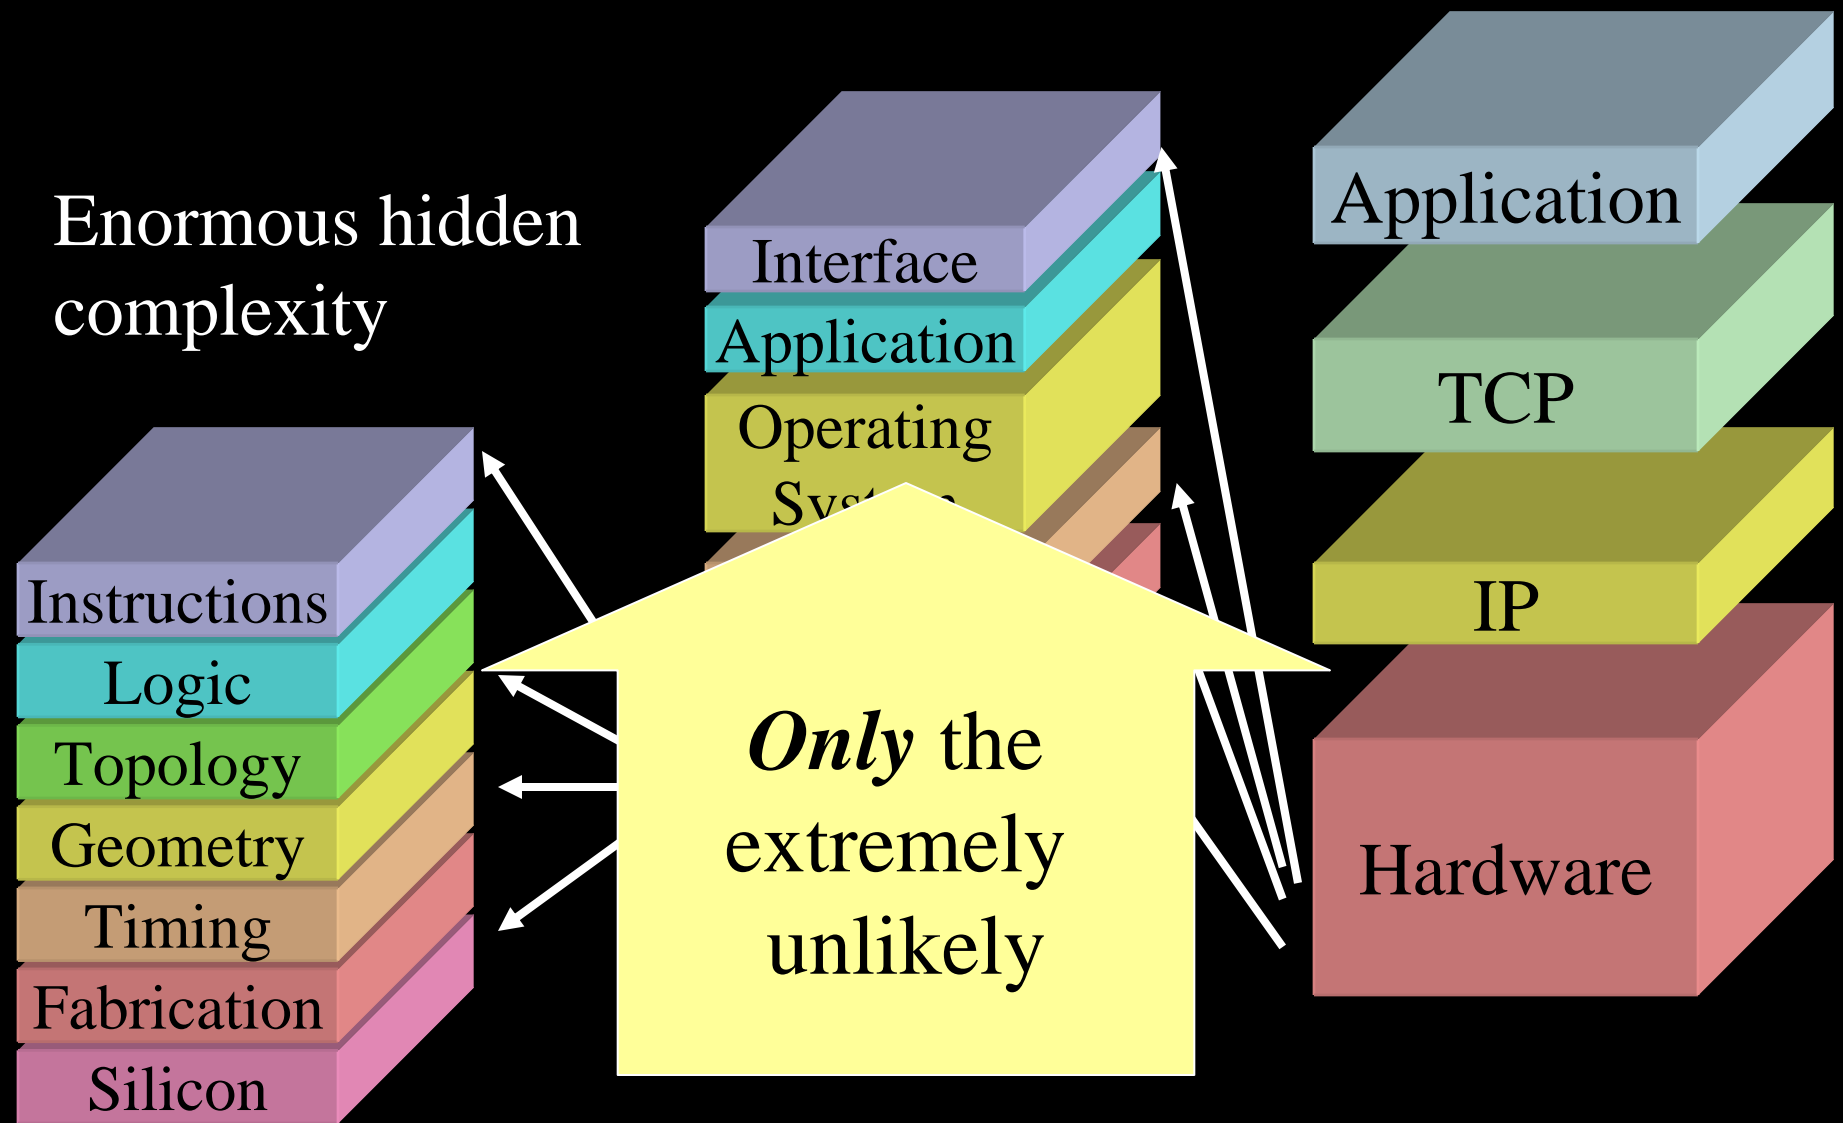 Enormous hidden
complexity
Instructions
Logic
Topology
Geometry
Timing
Fabrication
Silicon
Interface
Application
Operating
Only the
extremely
unlikely
Application
TCP
IP
Hardware